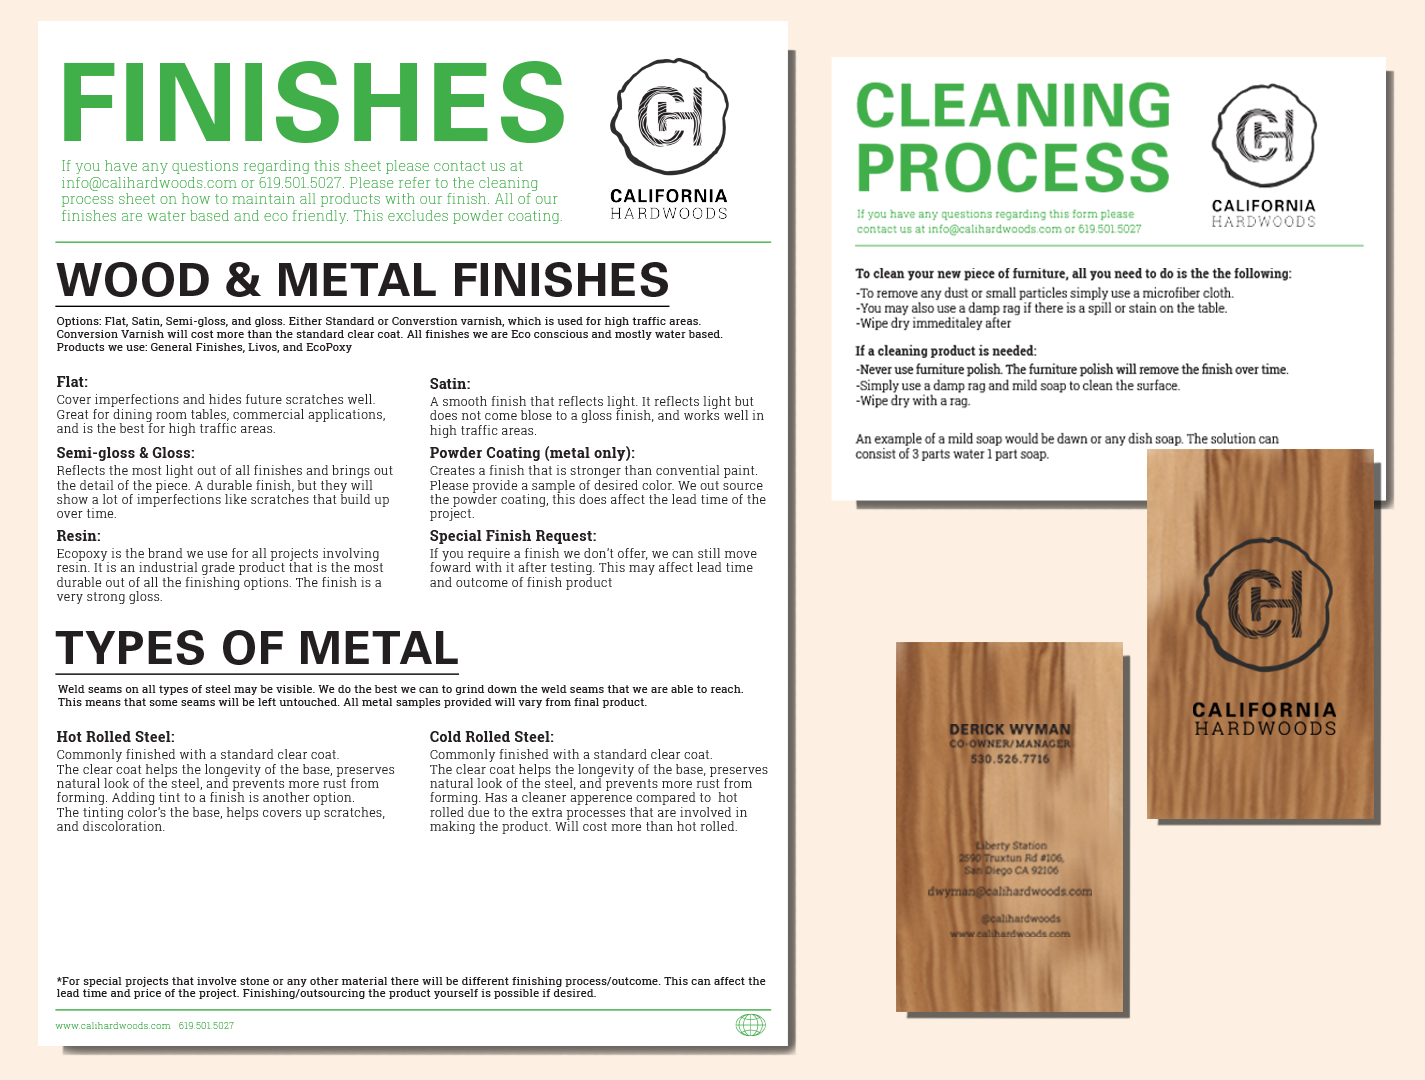 FINISHES
If you have any questions regarding this sheet please contact us at
info@calihardwoods.com or 619.501.5027. Please refer to the cleaning
process sheet on how to maintain all products with our finish. All of our
finishes are water based and eco friendly. This excludes powder coating.
CH
CALIFORNIA
HARDWOODS
WOOD & METAL FINISHES
Options: Flat, Satin, Semi-gloss, and gloss. Either Standard or Converstion varnish, which is used for high traffic areas.
Conversion Varnish will cost more than the standard clear coat. All finishes we are Eco conscious and mostly water based.
Products we use: General Finishes, Livos, and EcoPoxy
Flat:
Cover imperfections and hides future scratches well.
Great for dining room tables, commercial applications,
and is the best for high traffic areas.
Semi-gloss & Gloss:
Reflects the most light out of all finishes and brings out
the detail of the piece. A durable finish, but they will
show a lot of imperfections like scratches that build up
over time.
Resin:
Ecopoxy is the brand we use for all projects involving
resin. It is an industrial grade product that is the most
durable out of all the finishing options. The finish is a
very strong gloss.
Satin:
A smooth finish that reflects light. It reflects light but
does not come blose to a gloss finish, and works well in
high traffic areas.
Powder Coating (metal only):
Creates a finish that is stronger than convential paint.
Please provide a sample of desired color. We out source
the powder coating, this does affect the lead time of the
project.
Special Finish Request:
If you require a finish we don't offer, we can still move
foward with it after testing. This may affect lead time
and outcome of finish product
TYPES OF METAL
Weld seams on all types of steel may be visible. We do the best we can to grind down the weld seams that we are able to reach.
This means that some seams will be left untouched. All metal samples provided will vary from final product.
Hot Rolled Steel:
Commonly finished with a standard clear coat.
The clear coat helps the longevity of the base, preserves
natural look of the steel, and prevents more rust from
forming. Adding tint to a finish is another option.
The tinting color's the base, helps covers up scratches,
and discoloration.
Cold Rolled Steel:
Commonly finished with a standard clear coat.
The clear coat helps the longevity of the base, preserves
natural look of the steel, and prevents more rust from
forming. Has a cleaner apperence compared to hot
rolled due to the extra processes that are involved in
making the product. Will cost more than hot rolled.
*For special projects that involve stone or any other material there will be different finishing process/outcome. This can affect the
lead time and price of the project. Finishing/outsourcing the product yourself is possible if desired.
www.calihardwoods.com 619.501.5027
CLEANING
PROCESS
If you have any questions regarding this form please
contact us at info@calihardwoods.com or 619.501.5027
CH
CALIFORNIA
HARDWOODS
To clean your new piece of furniture, all you need to do is the the following:
-To remove any dust or small particles simply use a microfiber cloth.
-You may also use a damp rag if there is a spill or stain on the table.
-Wipe dry immeditaley after
If a cleaning product is needed:
-Never use furniture polish. The furniture polish will remove the finish over time.
-Simply use a damp rag and mild soap to clean the surface.
-Wipe dry with a rag.
An example of a mild soap would be dawn or any dish soap. The solution can
consist of 3 parts water 1 part soap.
CH
CALIFORNIA
HARDWOODS
DERICK WYMAN
CO-OWNER/MANAGER
530.526.7716
Liberty Station
2590 Truxtun Rd #106,
San Diego CA 92106
dwyman@calihardwoods.com
@calihardwoods
www.calihardwoods.com